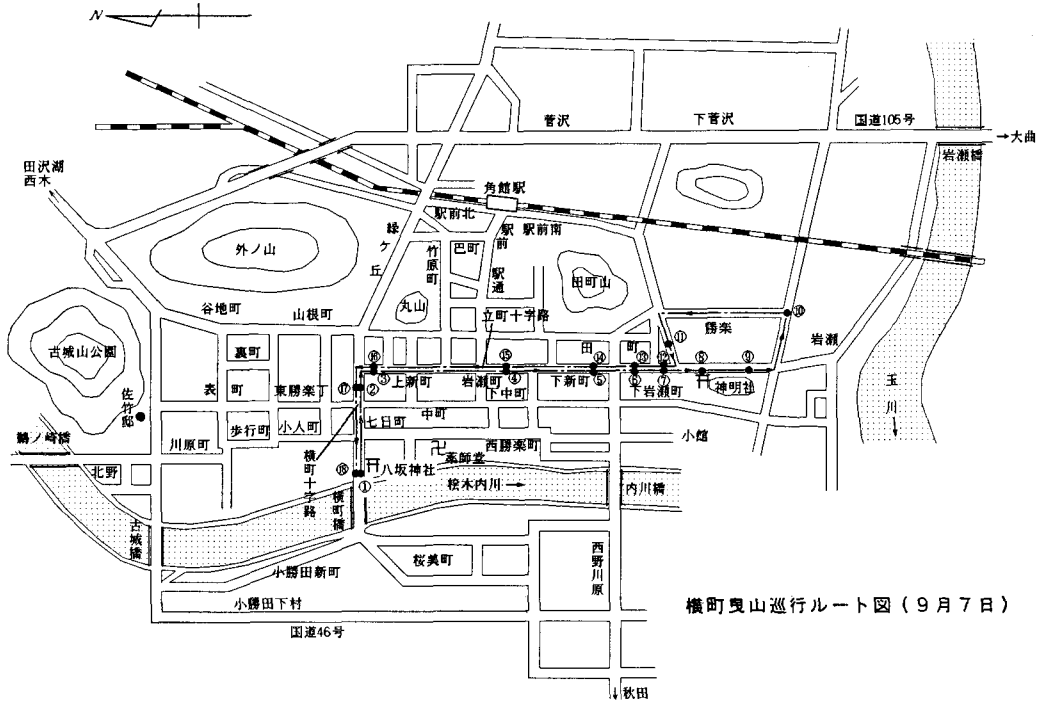 N
菅沢
下菅沢
国道105号
→大曲
岩瀬橋
田沢湖
西木
角館駅
駅前北
緑ケ丘
竹原町
巴町
駅前
駅通
駅前南
外ノ山
田町山
丸山
谷地町
山根町
立町十字路
⑩
勝楽
岩瀬
⑪
古城山公園
裏町
田町
⑯
⑮
⑭
⑬
⑫
⑧
⑨
表町
東勝楽丁
⑰
②
③
上新町
岩瀬町
④
下中町
下新町
⑤
⑥
⑦
下岩瀬町
神明社
玉川
佐竹邸
歩行町
小人町
七日町
中町
川原町
小館
西勝楽町
薬師堂
鵜ノ崎橋
北野
横町十字路
⑱
八坂神社
①
桧木内川
内川橋
古城橋
横町橋
桜美町
西野川原
小勝田新町
小勝田下村
国道46号
秋田
横町曳山巡行ルート図(9月7日)